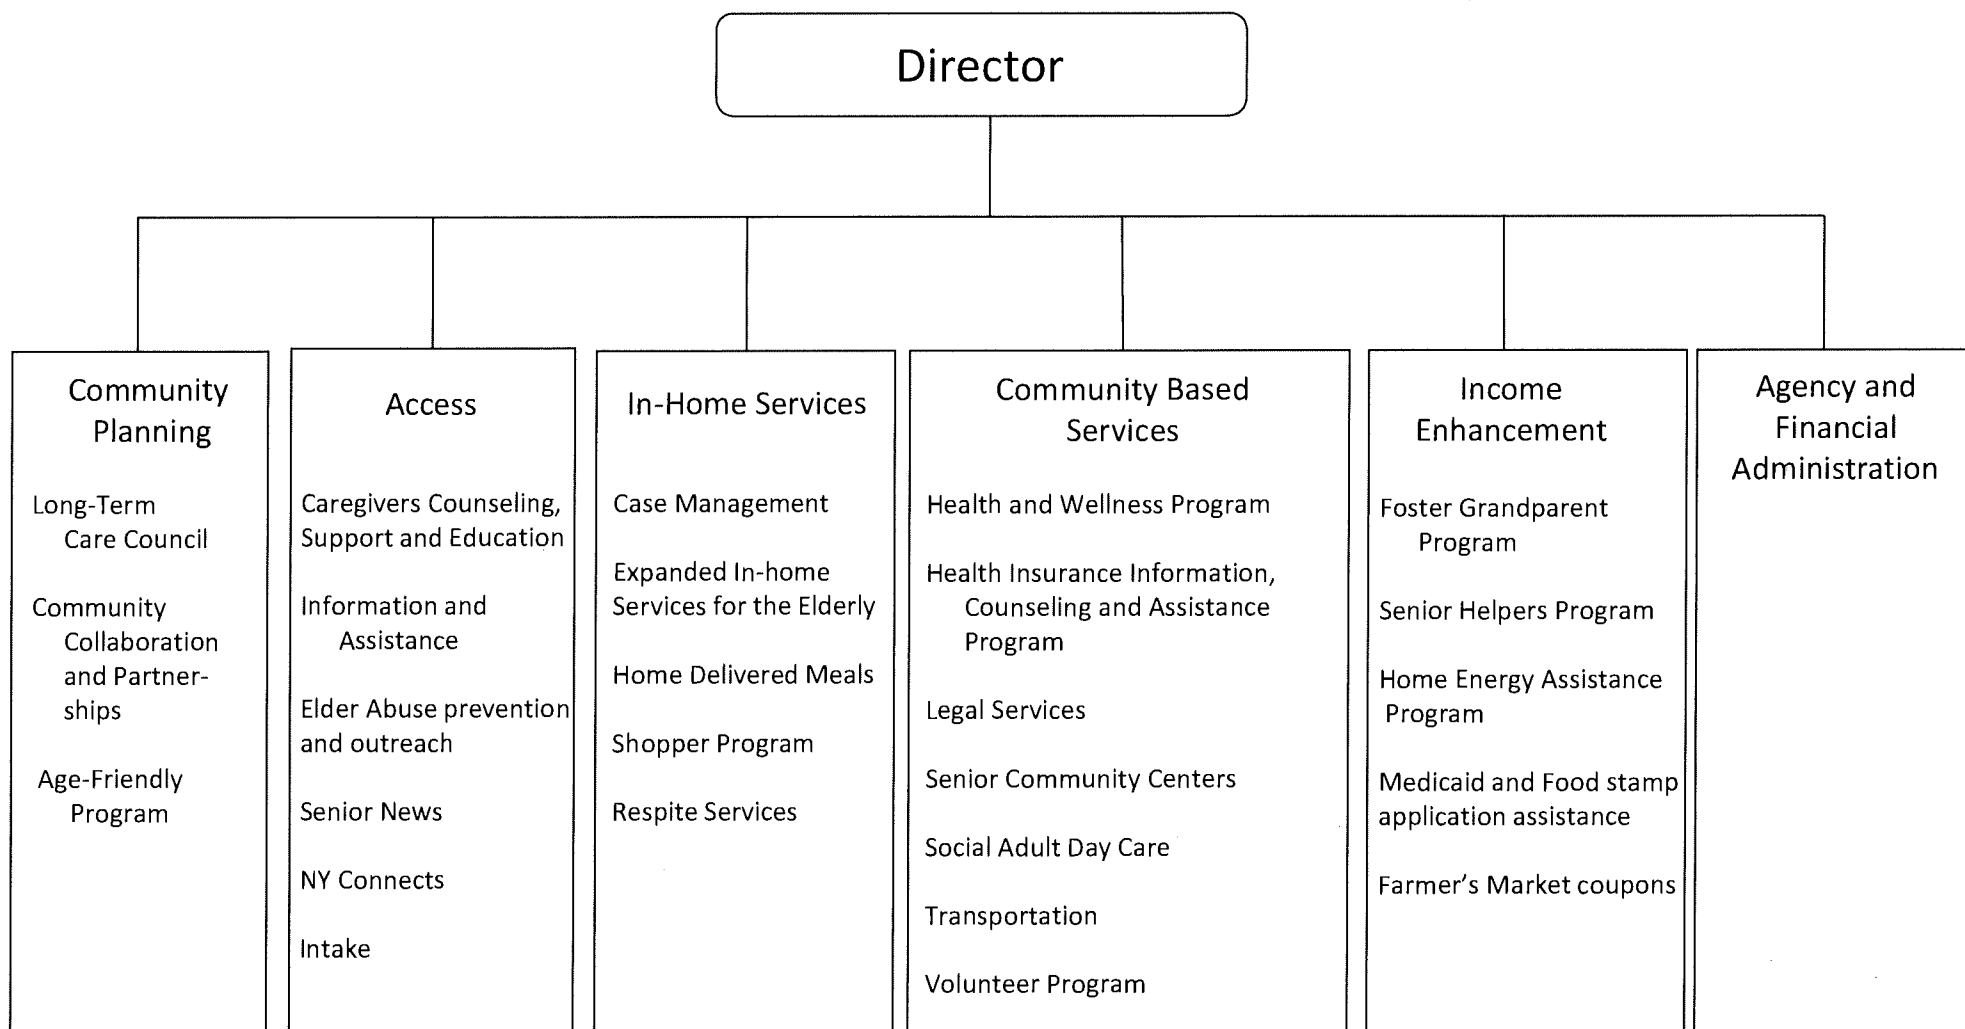 Director
Community
Planning
Long-Term
Care Council
Community
Collaboration
and Partner-
ships
Age-Friendly
Program
Access
Caregivers Counseling,
Support and Education
Information and
Assistance
Elder Abuse prevention
and outreach
Senior News
NY Connects
Intake
In-Home Services
Case Management
Expanded In-home
Services for the Elderly
Home Delivered Meals
Shopper Program
Respite Services
Community Based
Services
Health and Wellness Program
Health Insurance Information,
Counseling and Assistance
Program
Legal Services
Senior Community Centers
Social Adult Day Care
Transportation
Volunteer Program
Income
Enhancement
Foster Grandparent
Program
Senior Helpers Program
Home Energy Assistance
Program
Medicaid and Food stamp
application assistance
Farmer’s Market coupons
Agency and
Financial
Administration